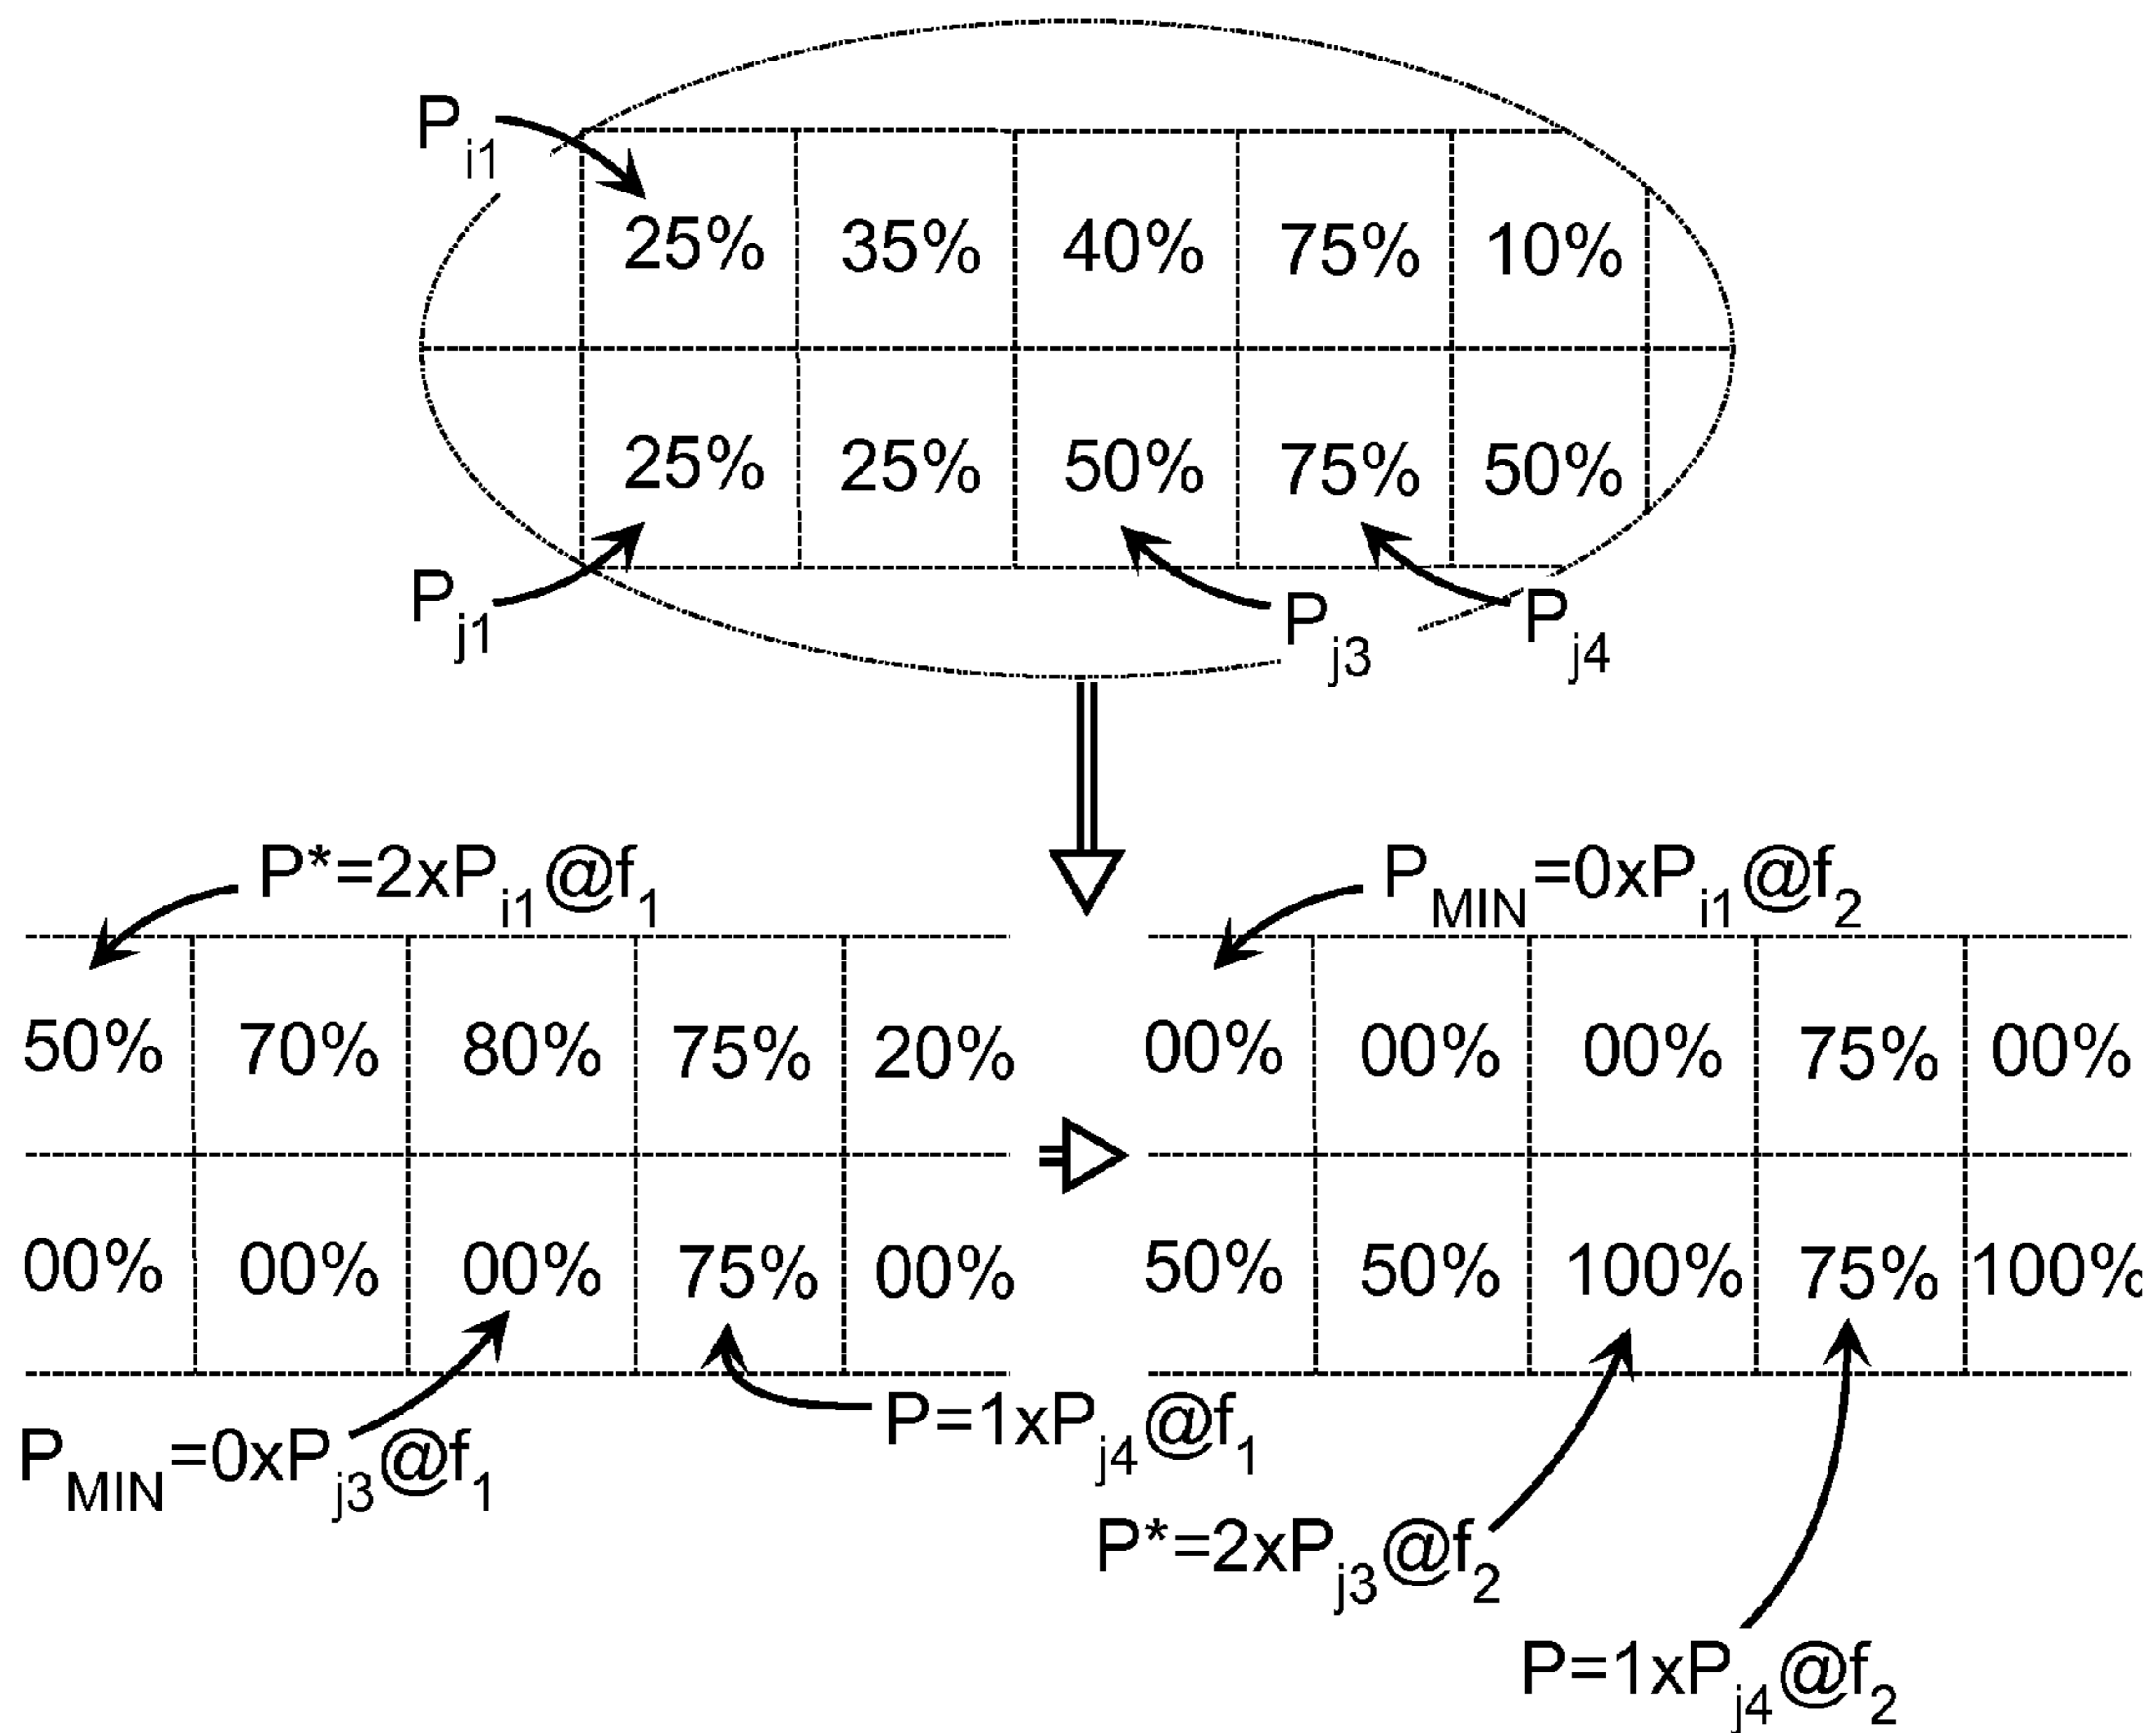 P_i1
25% 35% 40% 75% 10%
25% 25% 50% 75% 50%
P_j1 P_j3 P_j4
P*=2xP_i1@f_1 P_MIN=0xP_i1@f_2
50% 70% 80% 75% 20% 00% 00% 00% 75% 00%
00% 00% 00% 75% 00% 50% 50% 100% 75% 100%
P_MIN=0xP_j3@f_1 P=1xP_j4@f_1
P*=2xP_j3@f_2
P=1xP_j4@f_2